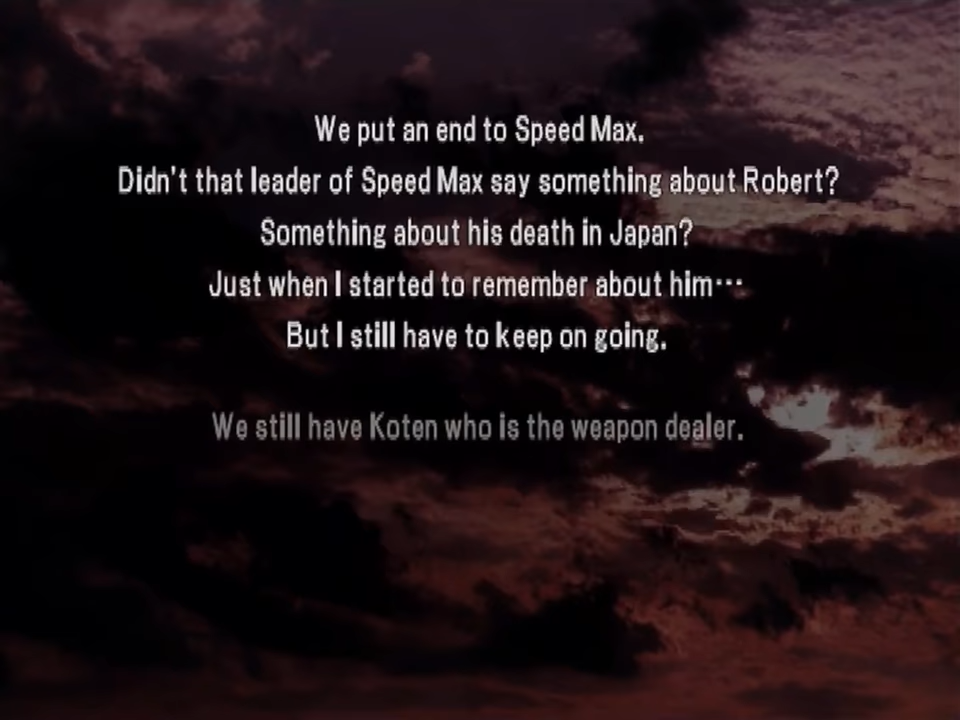 We put an end to Speed Max.
Didn't that leader of Speed Max say something about Robert?
Something about his death in Japan?
Just when I started to remember about him···
But I still have to keep on going.
We still have Koten who is the weapon dealer.